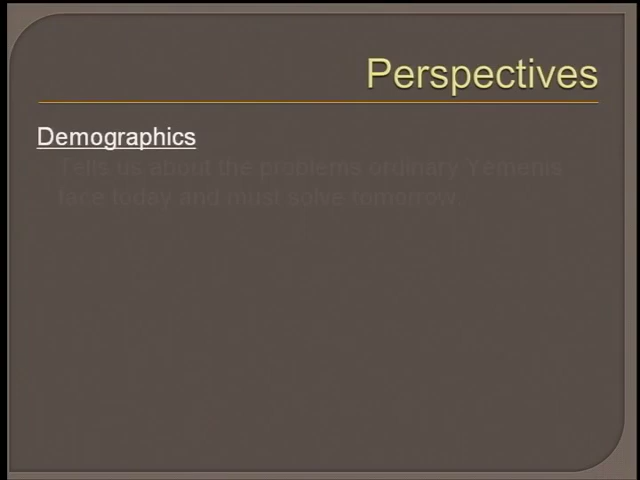 Perspectives
Demographics
Tells us about the problems ordinary Yemenis
face today and must solve tomorrow.